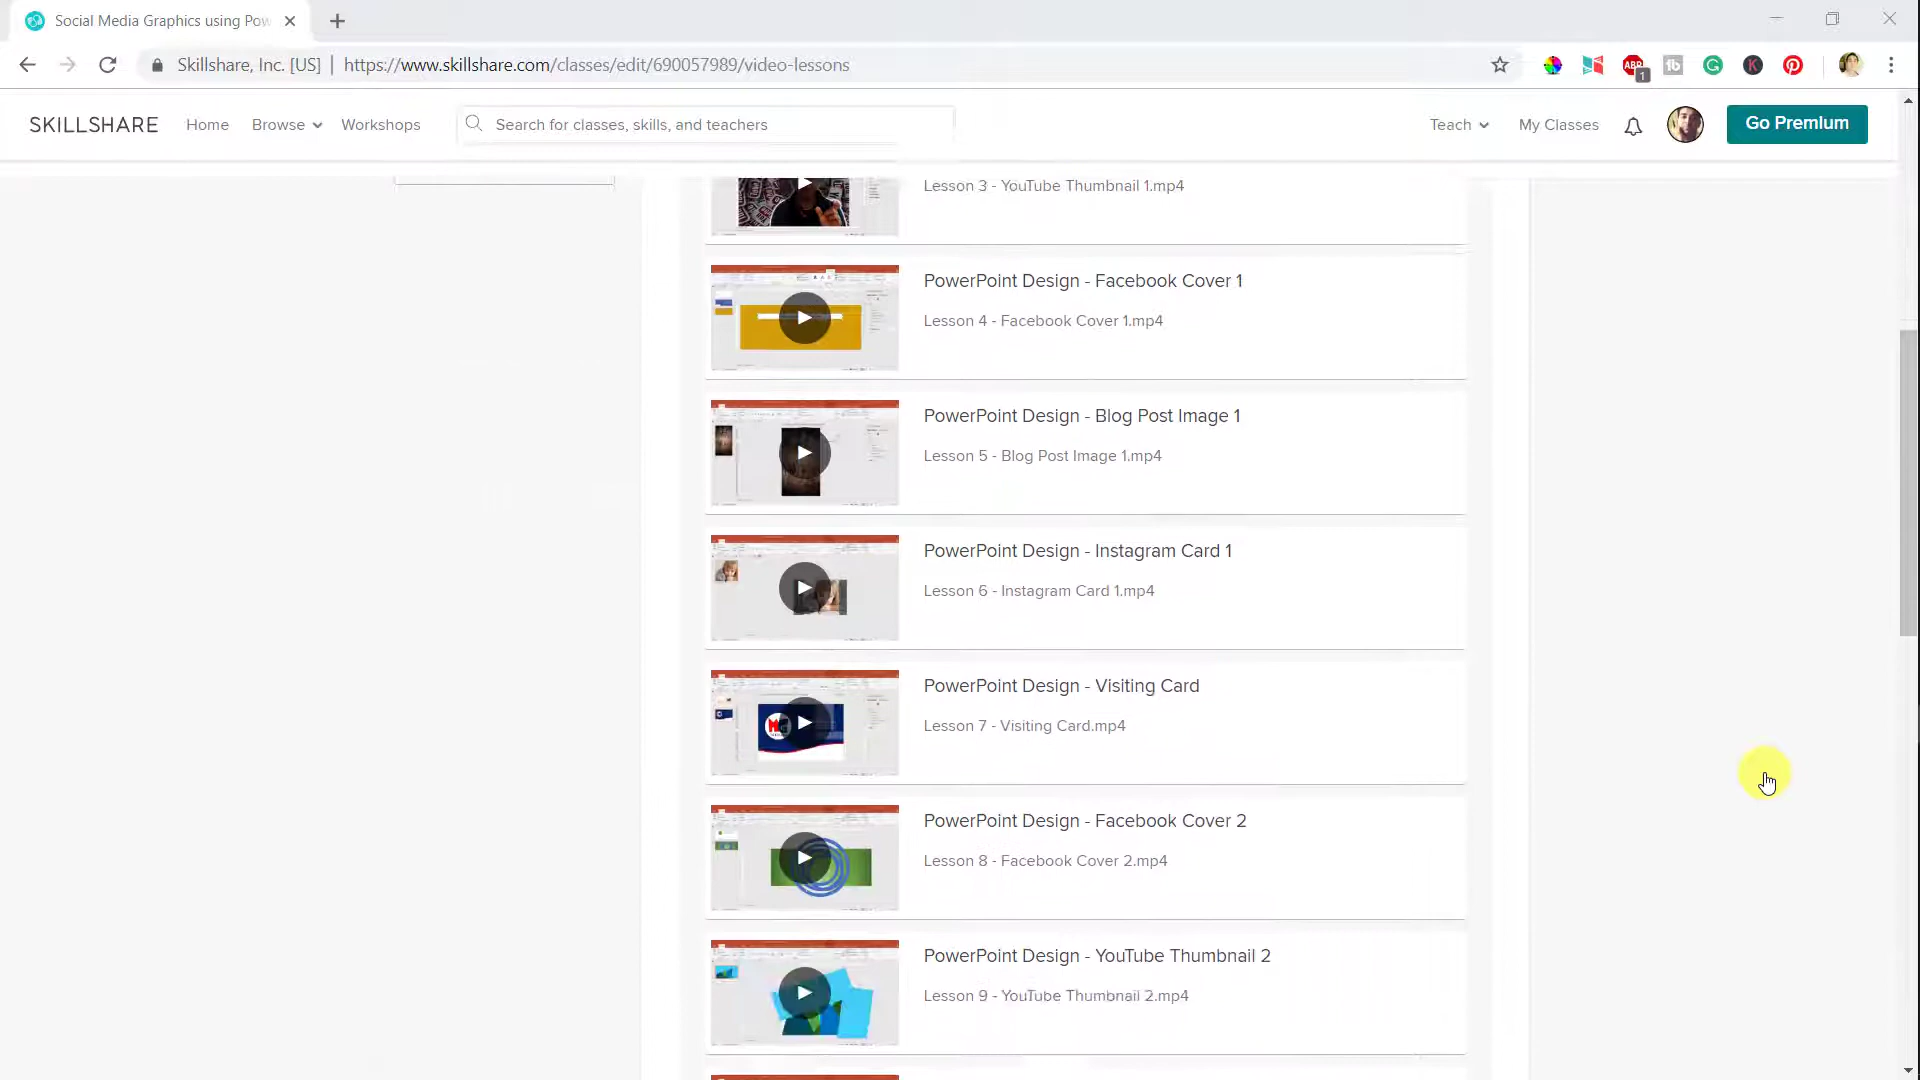 Social Media Graphics using Pow
Skillshare, Inc. [US] | https://www.skillshare.com/classes/edit/690057989/video-lessons
ABP
1
tb
G
K
SKILLSHARE
Home
Browse
Workshops
Search for classes, skills, and teachers
Teach
My Classes
Go Premium
Lesson 3 - YouTube Thumbnail 1.mp4
PowerPoint Design - Facebook Cover 1
Lesson 4 - Facebook Cover 1.mp4
PowerPoint Design - Blog Post Image 1
Lesson 5 - Blog Post Image 1.mp4
PowerPoint Design - Instagram Card 1
Lesson 6 - Instagram Card 1.mp4
PowerPoint Design - Visiting Card
Lesson 7 - Visiting Card.mp4
PowerPoint Design - Facebook Cover 2
Lesson 8 - Facebook Cover 2.mp4
PowerPoint Design - YouTube Thumbnail 2
Lesson 9 - YouTube Thumbnail 2.mp4